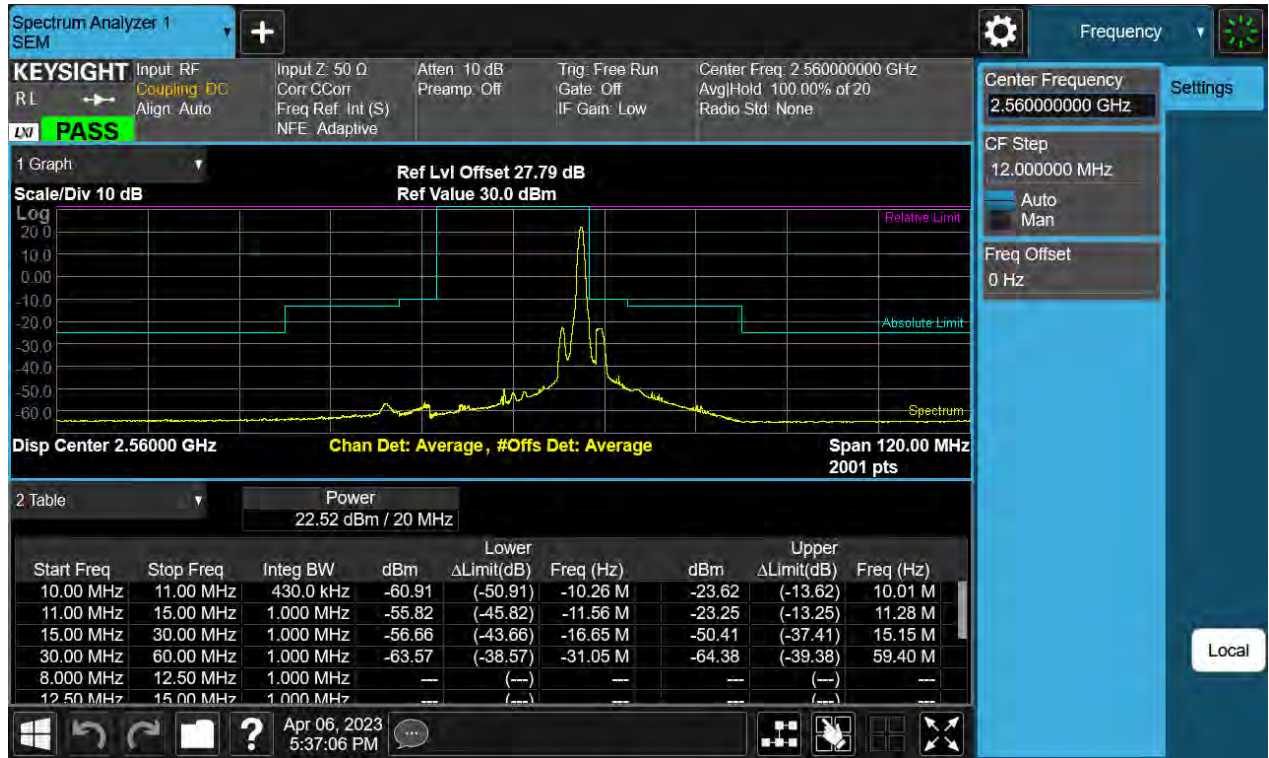 Spectrum Analyzer 1
SEM
Frequency
KEYSIGHT
R L
LXI
PASS
Input: RF
Coupling: DC
Align: Auto
Input Z: 50 Ω
Corr CCorr
Freq Ref: Int (S)
NFE: Adaptive
Atten: 10 dB
Preamp: Off
Trig: Free Run
Gate: Off
IF Gain: Low
Center Freq: 2.560000000 GHz
Avg|Hold: 100.00% of 20
Radio Std: None
Center Frequency
2.560000000 GHz
Settings
CF Step
12.000000 MHz
Auto
Man
Freq Offset
0 Hz
Local
1 Graph
Scale/Div 10 dB
Ref Lvl Offset 27.79 dB
Ref Value 30.0 dBm
Log
Relative Limit
20.0
10.0
0.00
-10.0
-20.0
Absolute Limit
-30.0
-40.0
-50.0
-60.0
Spectrum
Disp Center 2.56000 GHz
Chan Det: Average , #Offs Det: Average
Span 120.00 MHz
2001 pts
2 Table
Power
22.52 dBm / 20 MHz
Lower Upper
Start Freq Stop Freq Integ BW dBm ΔLimit(dB) Freq (Hz) dBm ΔLimit(dB) Freq (Hz)
10.00 MHz 11.00 MHz 430.0 kHz -60.91 (-50.91) -10.26 M -23.62 (-13.62) 10.01 M
11.00 MHz 15.00 MHz 1.000 MHz -55.82 (-45.82) -11.56 M -23.25 (-13.25) 11.28 M
15.00 MHz 30.00 MHz 1.000 MHz -56.66 (-43.66) -16.65 M -50.41 (-37.41) 15.15 M
30.00 MHz 60.00 MHz 1.000 MHz -63.57 (-38.57) -31.05 M -64.38 (-39.38) 59.40 M
8.000 MHz 12.50 MHz 1.000 MHz --- (---) --- --- (---) ---
12.50 MHz 15.00 MHz 1.000 MHz --- (---) --- --- (---) ---
Apr 06, 2023
5:37:06 PM